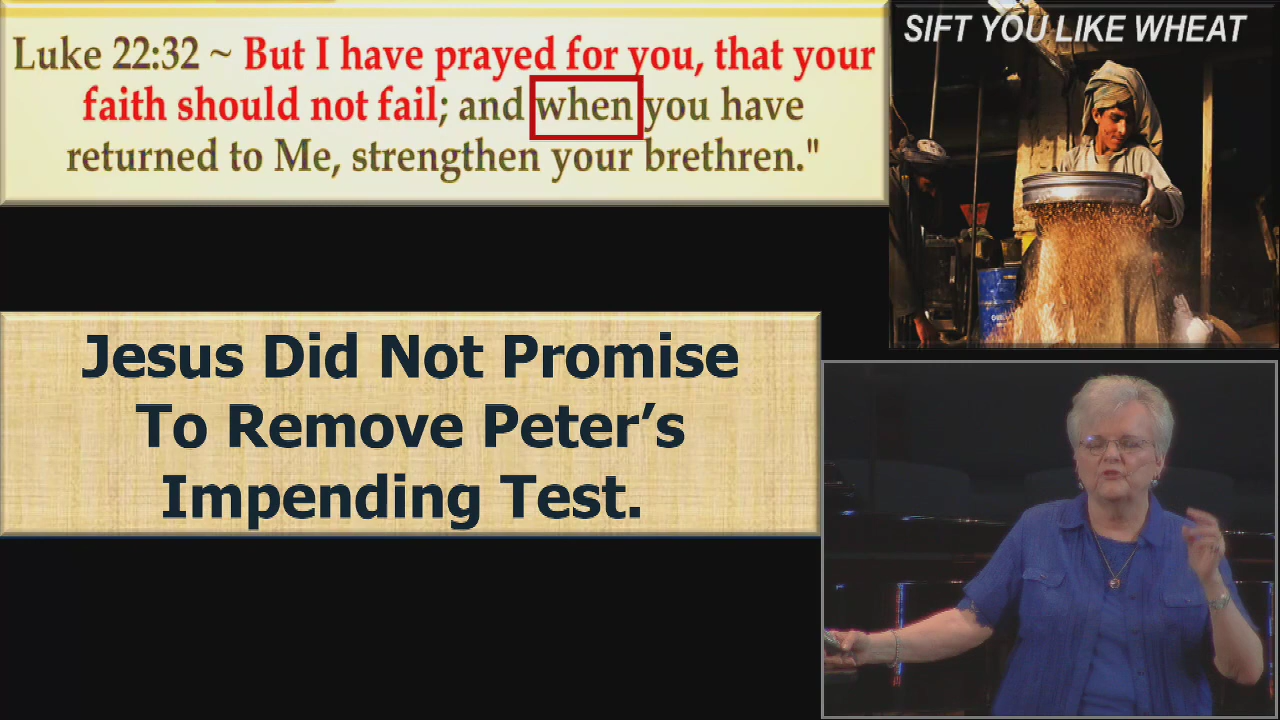 Luke 22:32 ~ But I have prayed for you, that your
faith should not fail; and when you have
returned to Me, strengthen your brethren."
SIFT YOU LIKE WHEAT
Jesus Did Not Promise
To Remove Peter’s
Impending Test.